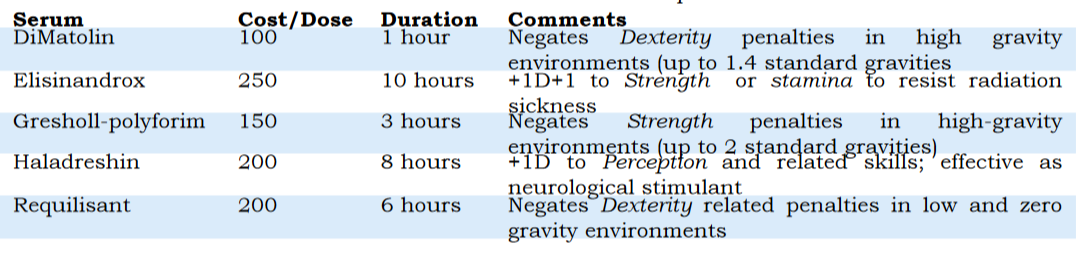 Serum Cost/Dose Duration Comments
DiMatolin 100 1 hour Negates Dexterity penalties in high gravity
environments (up to 1.4 standard gravities
Elisinandrox 250 10 hours +1D+1 to Strength or stamina to resist radiation
sickness
Gresholl-polyforim 150 3 hours Negates Strength penalties in high-gravity
environments (up to 2 standard gravities)
Haladreshin 200 8 hours +1D to Perception and related skills; effective as
neurological stimulant
Requilisant 200 6 hours Negates Dexterity related penalties in low and zero
gravity environments